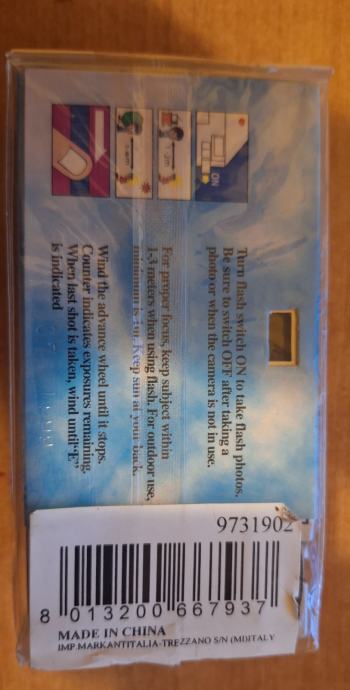 ON
Turn flash switch ON to take flash photos.
Be sure to switch OFF after taking a
photo or when the camera is not in use.
For proper focus, keep subject within
1-3 meters when using flash. For outdoor use,
minimum is 1m. Keep sun at your back.
Wind the advance wheel until it stops.
Counter indicates exposures remaining.
When last shot is taken, wind until "E"
is indicated
9731902
8 013200 667937
MADE IN CHINA
IMP.MARKANTITALIA-TREZZANO S/N (MI)ITALY